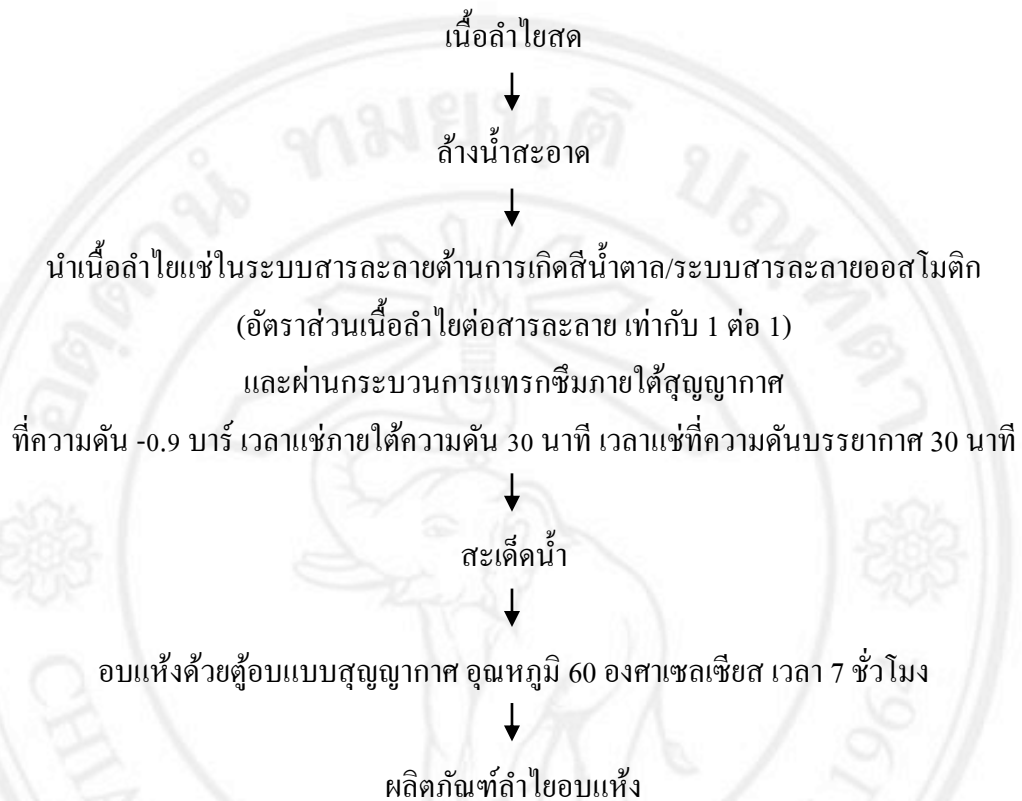 เนื้อลำไยสด
ล้างน้ำสะอาด
นำเนื้อลำไยแช่ในระบบสารละลายต้านการเกิดสีน้ำตาล/ระบบสารละลายออสโมติก
(อัตราส่วนเนื้อลำไยต่อสารละลาย เท่ากับ 1 ต่อ 1)
และผ่านกระบวนการแทรกซึมภายใต้สุญญากาศ
ที่ความดัน -0.9 บาร์ เวลาแช่ภายใต้ความดัน 30 นาที เวลาแช่ที่ความดันบรรยากาศ 30 นาที
สะเด็ดน้ำ
อบแห้งด้วยตู้อบแบบสุญญากาศ อุณหภูมิ 60 องศาเซลเซียส เวลา 7 ชั่วโมง
ผลิตภัณฑ์ลำไยอบแห้ง